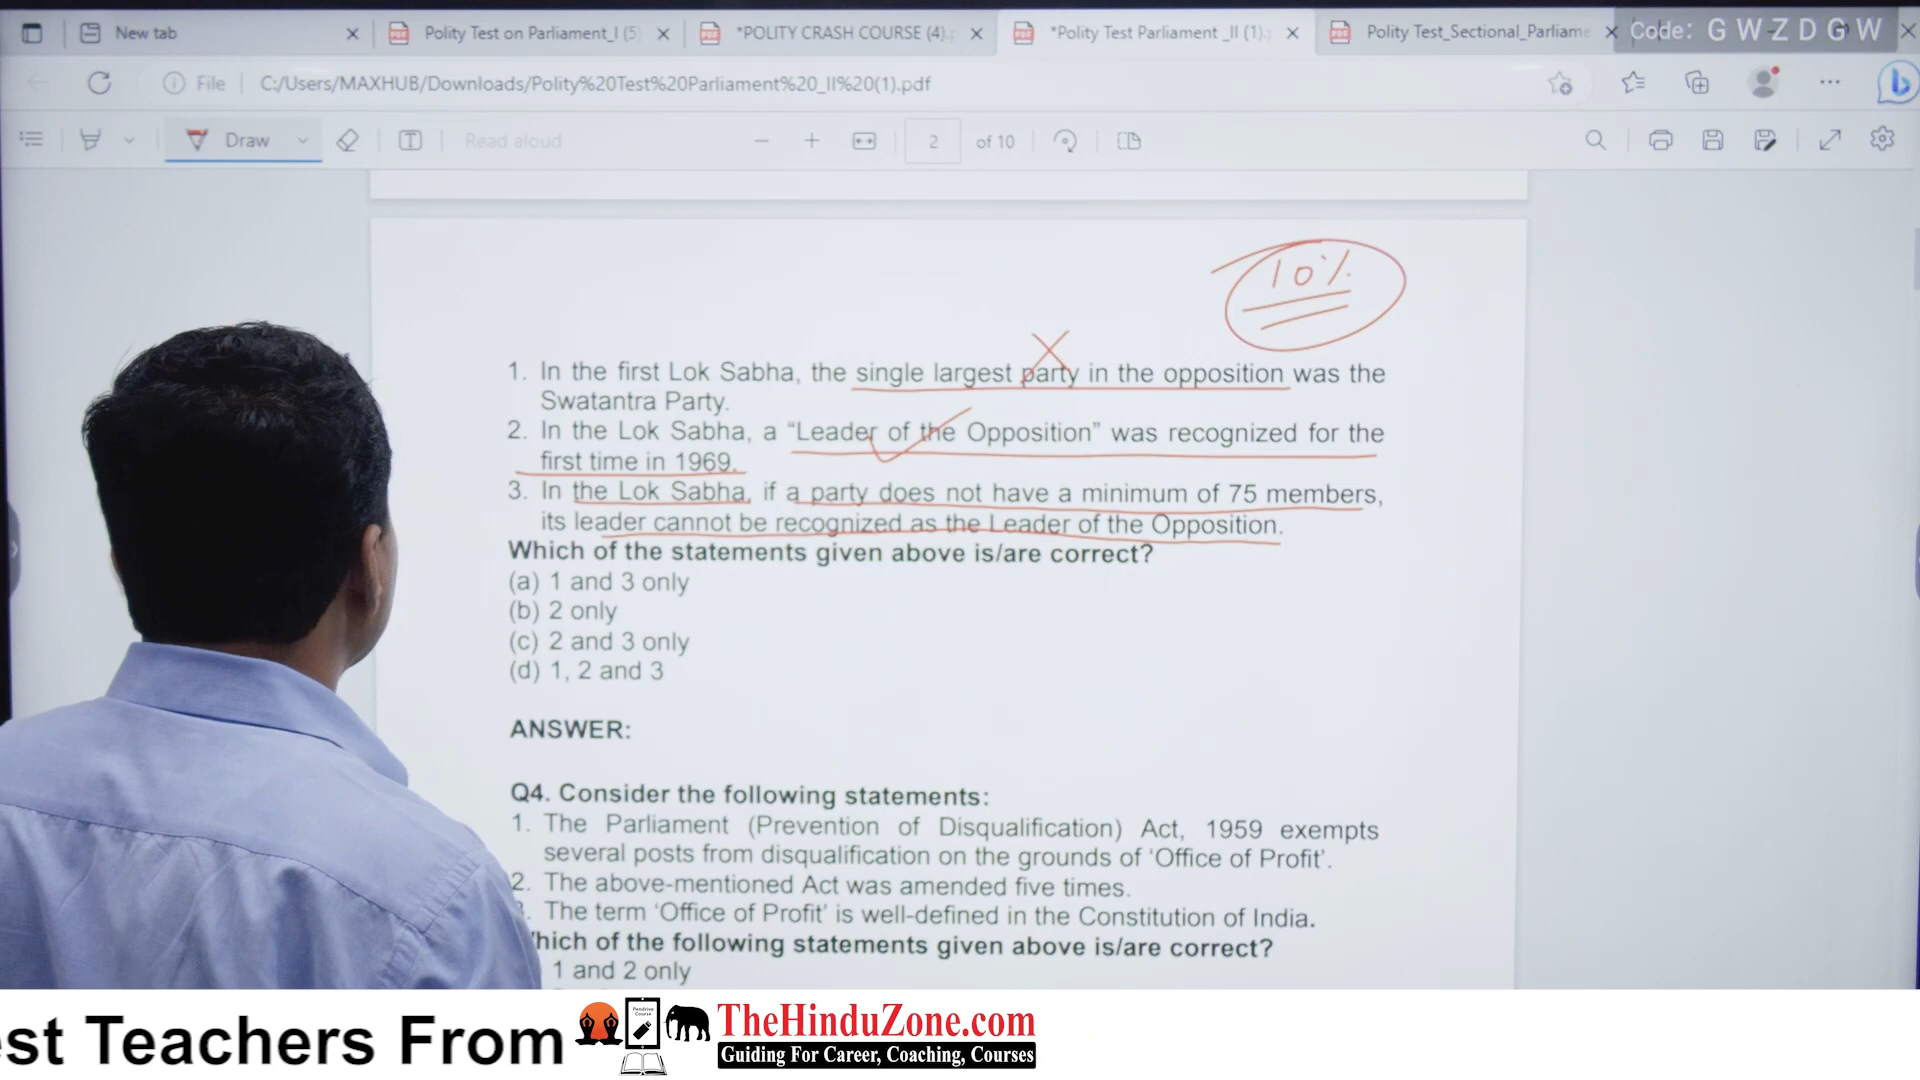 New tab
Polity Test on Parliament_I (5)
*POLITY CRASH COURSE (4).p
*Polity Test Parliament _II (1).
Polity Test_Sectional_Parliame
Code: G W Z D G W
File
C:/Users/MAXHUB/Downloads/Polity%20Test%20Parliament%20_II%20(1).pdf
Draw
Read aloud
2
of 10
10%
1. In the first Lok Sabha, the single largest party in the opposition was the
Swatantra Party.
2. In the Lok Sabha, a “Leader of the Opposition” was recognized for the
first time in 1969.
3. In the Lok Sabha, if a party does not have a minimum of 75 members,
its leader cannot be recognized as the Leader of the Opposition.
Which of the statements given above is/are correct?
(a) 1 and 3 only
(b) 2 only
(c) 2 and 3 only
(d) 1, 2 and 3
ANSWER:
Q4. Consider the following statements:
1. The Parliament (Prevention of Disqualification) Act, 1959 exempts
several posts from disqualification on the grounds of ‘Office of Profit’.
2. The above-mentioned Act was amended five times.
The term ‘Office of Profit’ is well-defined in the Constitution of India.
hich of the following statements given above is/are correct?
1 and 2 only
est Teachers From
TheHinduZone.com
Guiding For Career, Coaching, Courses